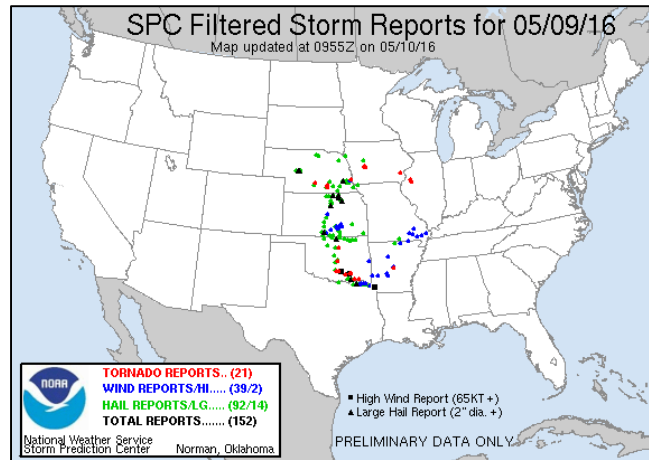 SPC Filtered Storm Reports for 05/09/16
Map updated at 0955Z on 05/10/16
NOAA
TORNADO REPORTS.. (21)
WIND REPORTS/HI..... (39/2)
HAIL REPORTS/LG..... (92/14)
TOTAL REPORTS....... (152)
National Weather Service
Storm Prediction Center Norman, Oklahoma
High Wind Report (65KT +)
Large Hail Report (2" dia. +)
PRELIMINARY DATA ONLY